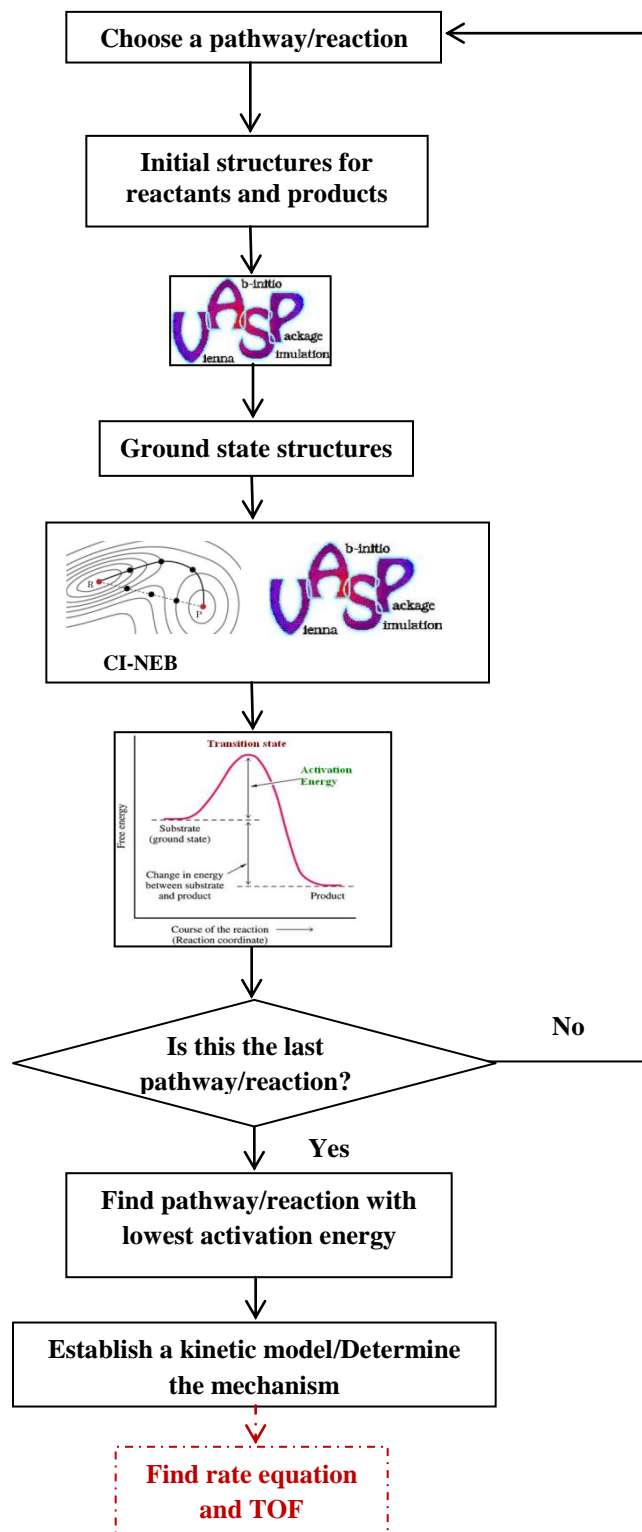 Choose a pathway/reaction
Initial structures for
reactants and products
b-initio
VASP
ackage
ienna imulation
Ground state structures
b-initio
VASP
R
P
ackage
imulation
ienna
CI-NEB
Transition state
Activation
Energy
Free energy
Substrate
(ground state)
Change in energy
between substrate
and product
Product
Course of the reaction
(Reaction coordinate)
No
Is this the last
pathway/reaction?
Yes
Find pathway/reaction with
lowest activation energy
Establish a kinetic model/Determine
the mechanism
Find rate equation
and TOF